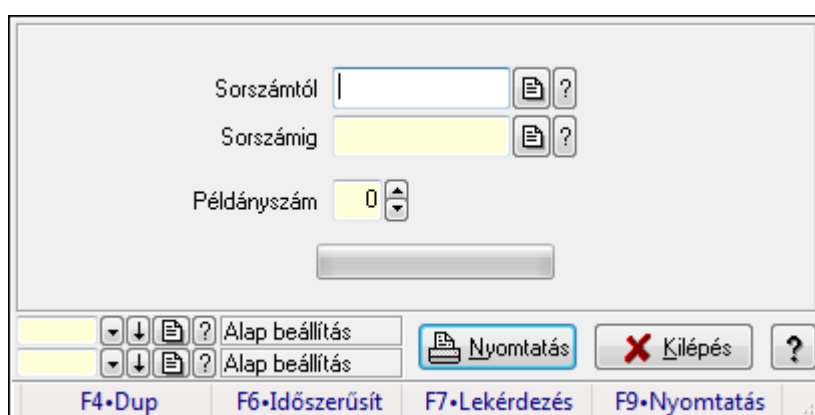 Sorszámtól ?
Sorszámig ?
Példányszám 0
? Alap beállítás
? Alap beállítás
Nyomtatás Kilépés ?
F4•Dup F6•Időszerűsít F7•Lekérdezés F9•Nyomtatás